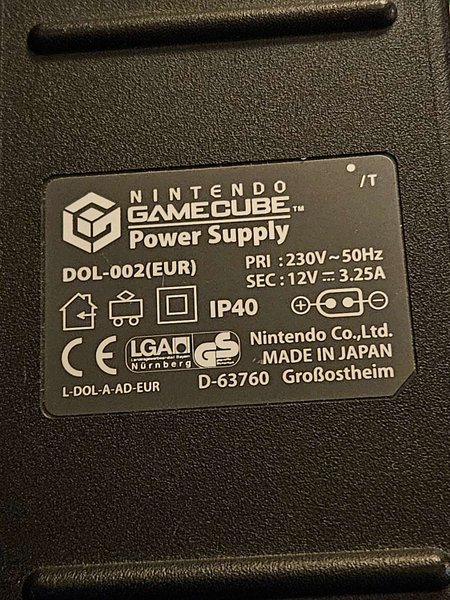 NINTENDO
GAMECUBE™
Power Supply
/T
DOL-002(EUR)
PRI : 230V ~ 50Hz
SEC : 12V ⎓ 3.25A
IP40
CE
LGA
Nürnberg
GS
Nintendo Co.,Ltd.
MADE IN JAPAN
L-DOL-A-AD-EUR
D-63760 Großostheim